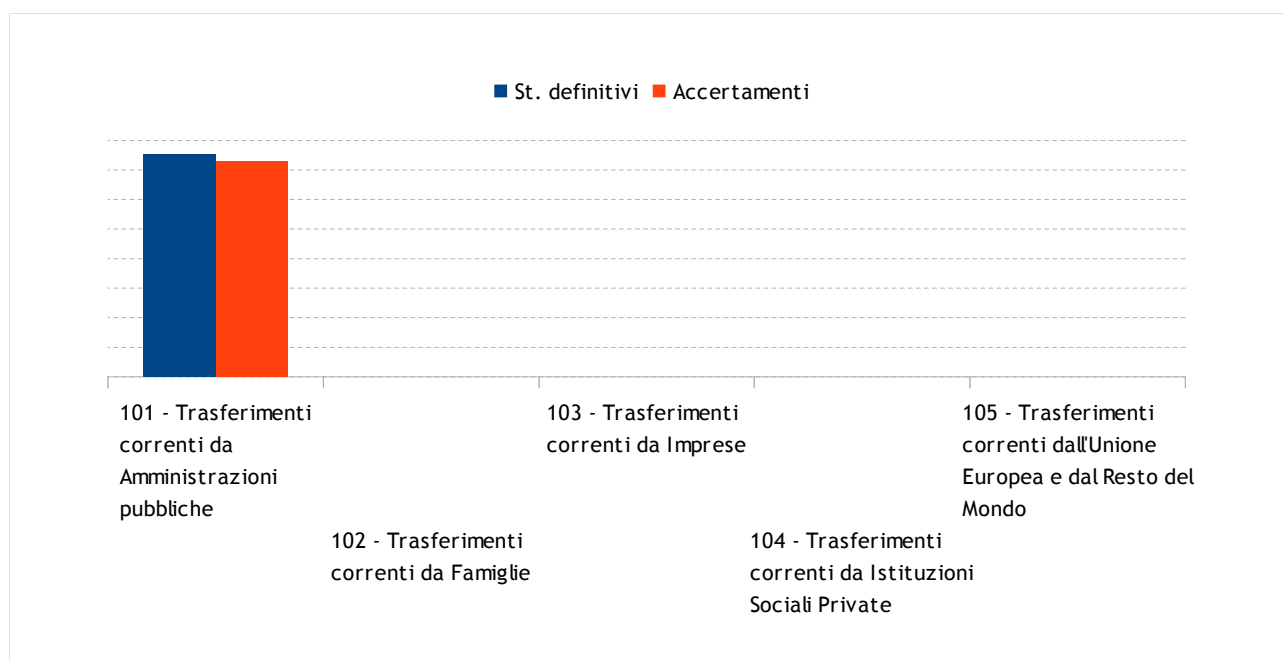 St. definitivi Accertamenti
101 - Trasferimenti
correnti da
Amministrazioni
pubbliche
102 - Trasferimenti
correnti da Famiglie
103 - Trasferimenti
correnti da Imprese
104 - Trasferimenti
correnti da Istituzioni
Sociali Private
105 - Trasferimenti
correnti dall'Unione
Europea e dal Resto del
Mondo